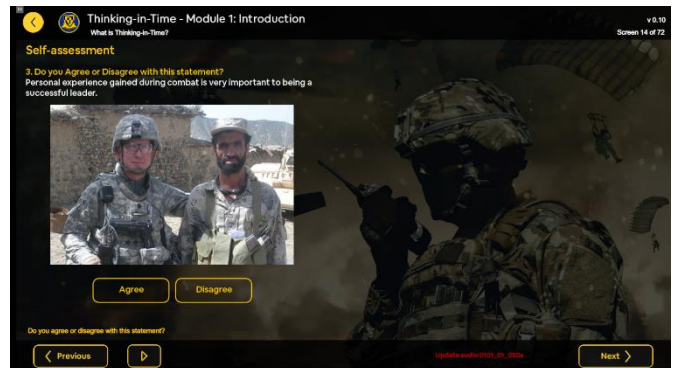 Thinking-in-Time - Module 1: Introduction
v 0.10
What is Thinking-in-Time?
Screen 14 of 72
Self-assessment
3. Do you Agree or Disagree with this statement?
Personal experience gained during combat is very important to being a
successful leader.
Agree
Disagree
Do you agree or disagree with this statement?
Previous
Next